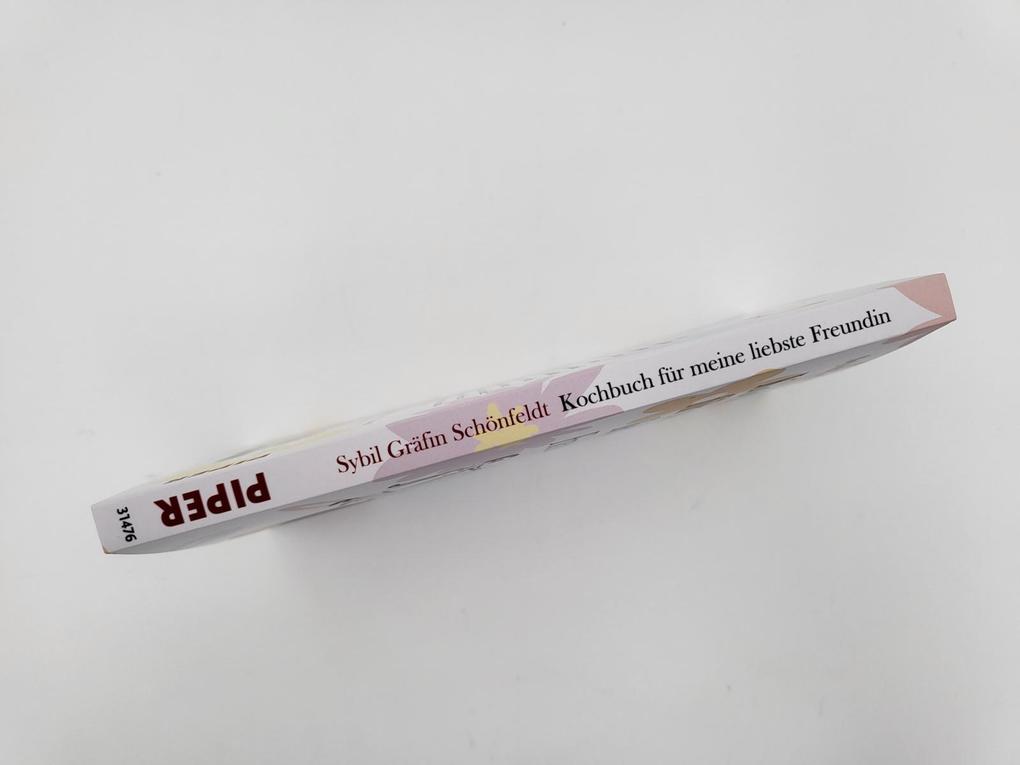 Sybil Gräfin Schönfeldt Kochbuch für meine liebste Freundin
PIPER
31476